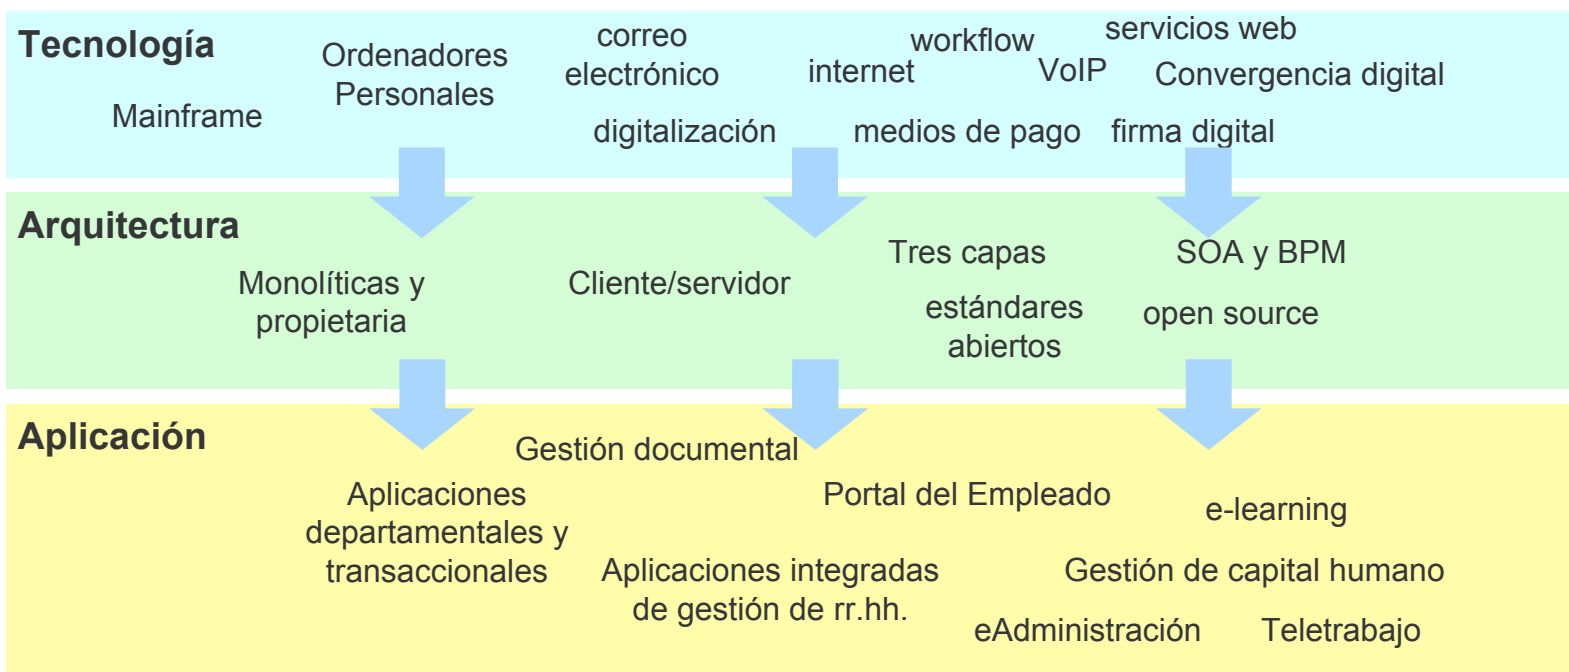 Tecnología
Mainframe
Ordenadores
Personales
correo
electrónico
digitalización
internet
workflow
medios de pago
VoIP
servicios web
Convergencia digital
firma digital
Arquitectura
Monolíticas y
propietaria
Cliente/servidor
Tres capas
estándares
abiertos
SOA y BPM
open source
Aplicación
Gestión documental
Aplicaciones
departamentales y
transaccionales
Portal del Empleado
Aplicaciones integradas
de gestión de rr.hh.
e-learning
Gestión de capital humano
eAdministración
Teletrabajo